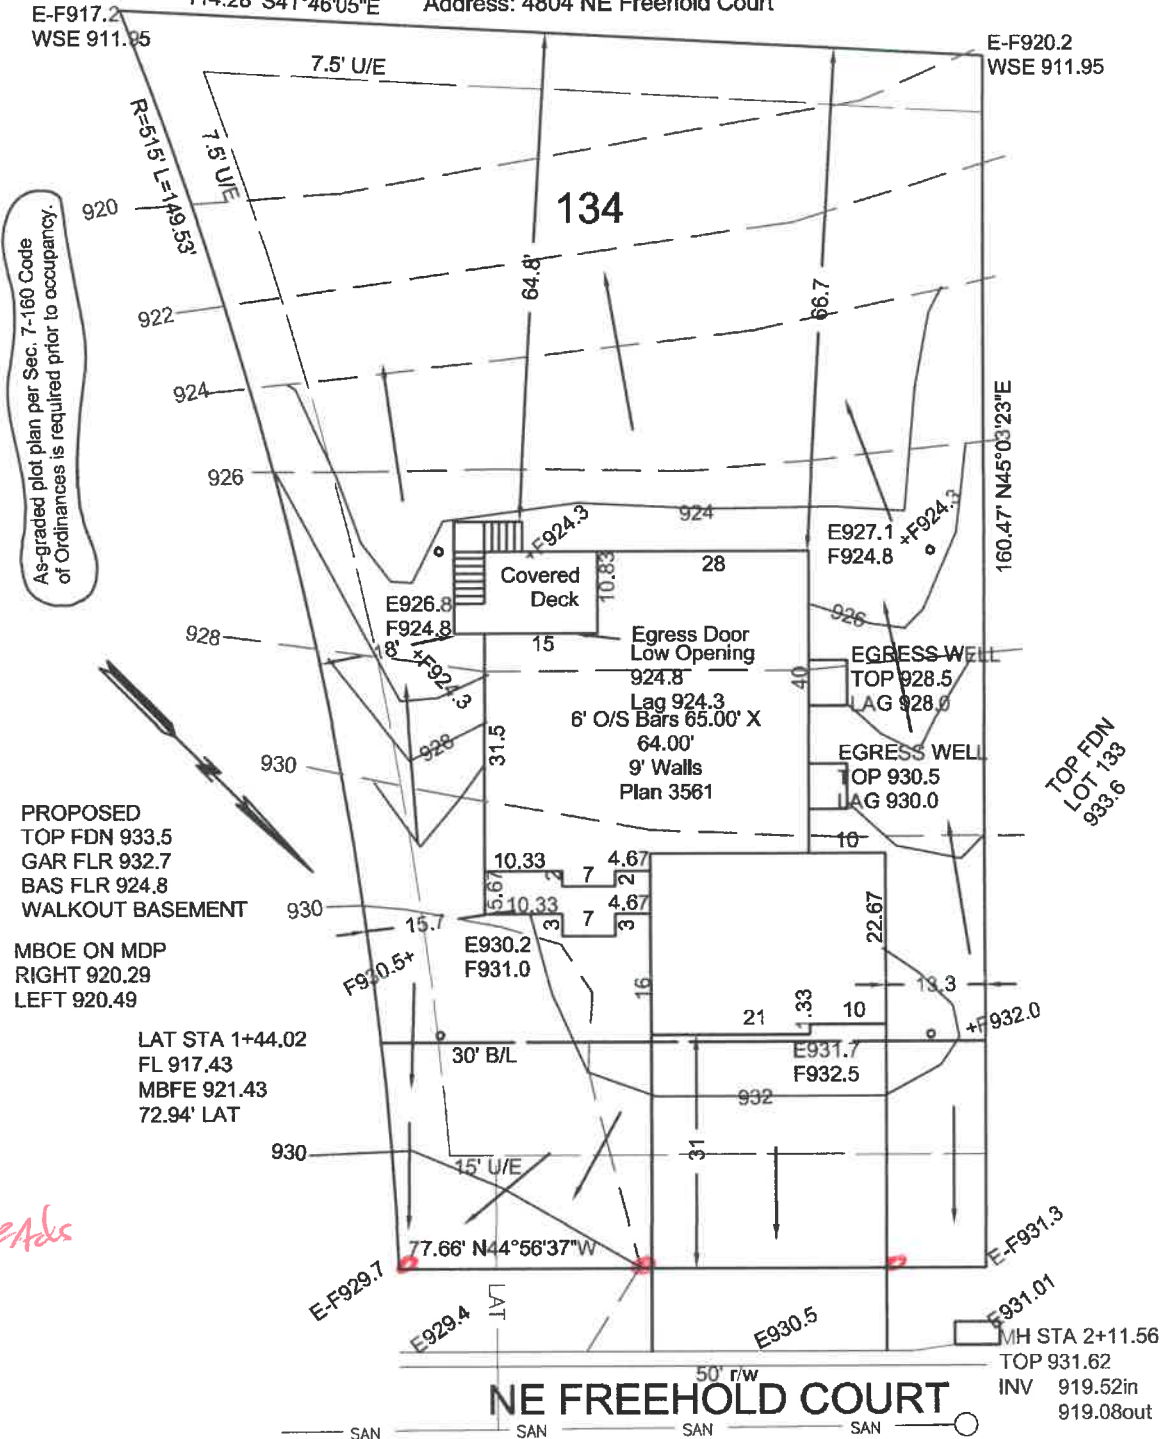 114.28' S41°46'05"E
Address: 4804 NE Freehold Court
E-F917.2
WSE 911.95
E-F920.2
WSE 911.95
7.5' U/E
7.5' U/E
R=515' L=149.53'
920
134
64.8'
66.7
922
924
926
As-graded plot plan per Sec. 7-160 Code
of Ordinances is required prior to occupancy.
160.47' N45°03'23"E
924
+F924.3
E927.1
F924.8
Covered
Deck
10.83
28
E926.8
F924.8
926
928
18'
+F924.3
15
Egress Door
Low Opening
924.8
Lag 924.3
6' O/S Bars 65.00' X
64.00'
9' Walls
Plan 3561
40
EGRESS WELL
TOP 928.5
LAG 928.0
928
31.5
930
EGRESS WELL
TOP 930.5
LAG 930.0
TOP FDN
LOT 133
933.6
PROPOSED
TOP FDN 933.5
GAR FLR 932.7
BAS FLR 924.8
WALKOUT BASEMENT
10
10.33
2
7
2
4.67
5.67
10.33
3
7
3
4.67
22.67
930
15.7
MBOE ON MDP
RIGHT 920.29
LEFT 920.49
E930.2
F931.0
F930.5+
16
13.3
21
1.33
10
+F932.0
LAT STA 1+44.02
FL 917.43
MBFE 921.43
72.94' LAT
30' B/L
E931.7
F932.5
932
31
930
15' U/E
77.66' N44°56'37"W
E-F929.7
E-F931.3
LAT
E929.4
E930.5
E931.01
MH STA 2+11.56
TOP 931.62
INV 919.52in
919.08out
50' r/w
NE FREEHOLD COURT
SAN
SAN
SAN
SAN